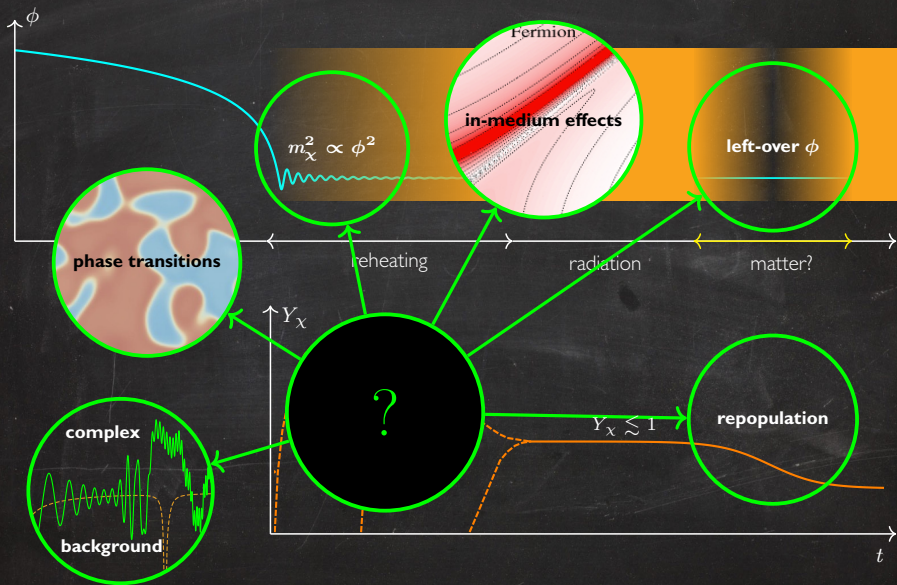 ϕ
Fermion
in-medium effects
m²_χ ∝ ϕ²
left-over ϕ
phase transitions
reheating
radiation
matter?
Y_χ
?
Y_χ ≲ 1
repopulation
complex
background
t